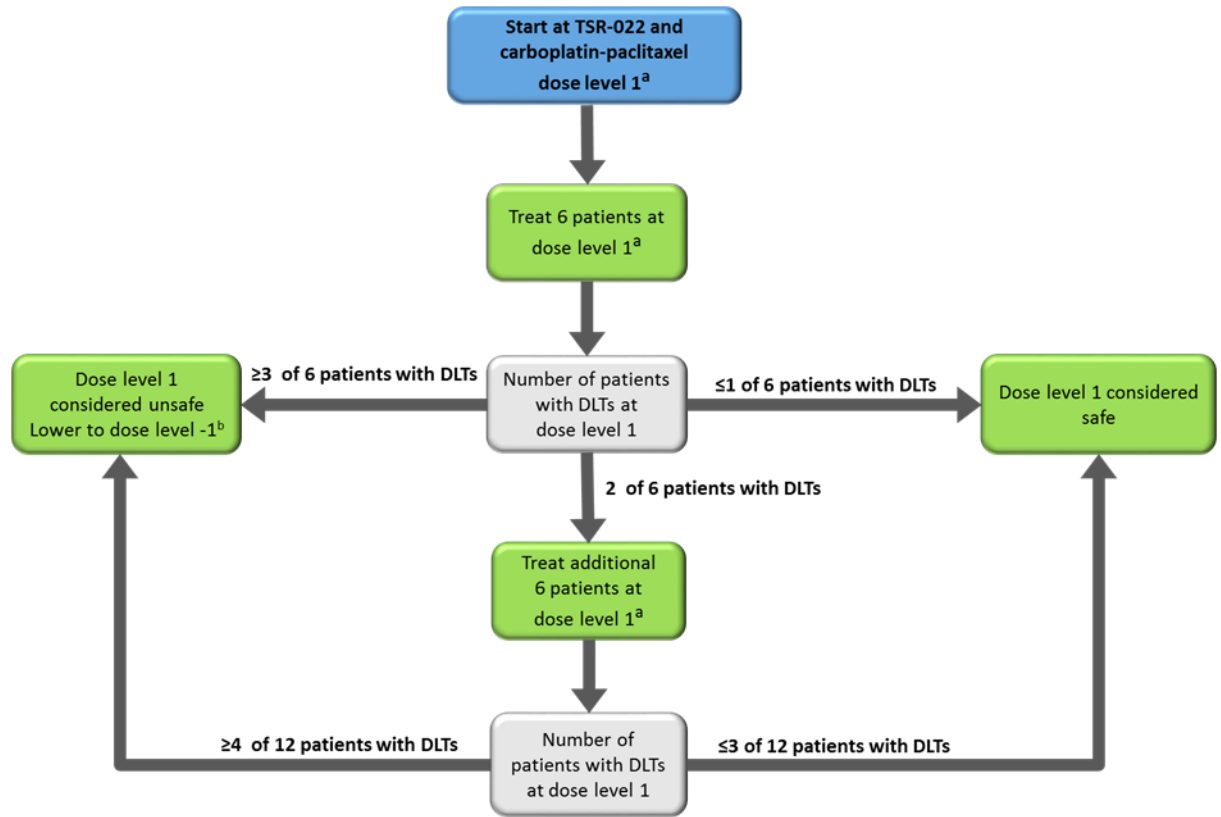 Start at TSR-022 and
carboplatin-paclitaxel
dose level 1ª
Treat 6 patients at
dose level 1ª
≥3 of 6 patients with DLTs
Number of patients
with DLTs at
dose level 1
≤1 of 6 patients with DLTs
Dose level 1
considered unsafe
Lower to dose level -1ᵇ
Dose level 1 considered
safe
2 of 6 patients with DLTs
Treat additional
6 patients at
dose level 1ª
≥4 of 12 patients with DLTs
Number of
patients with DLTs
at dose level 1
≤3 of 12 patients with DLTs